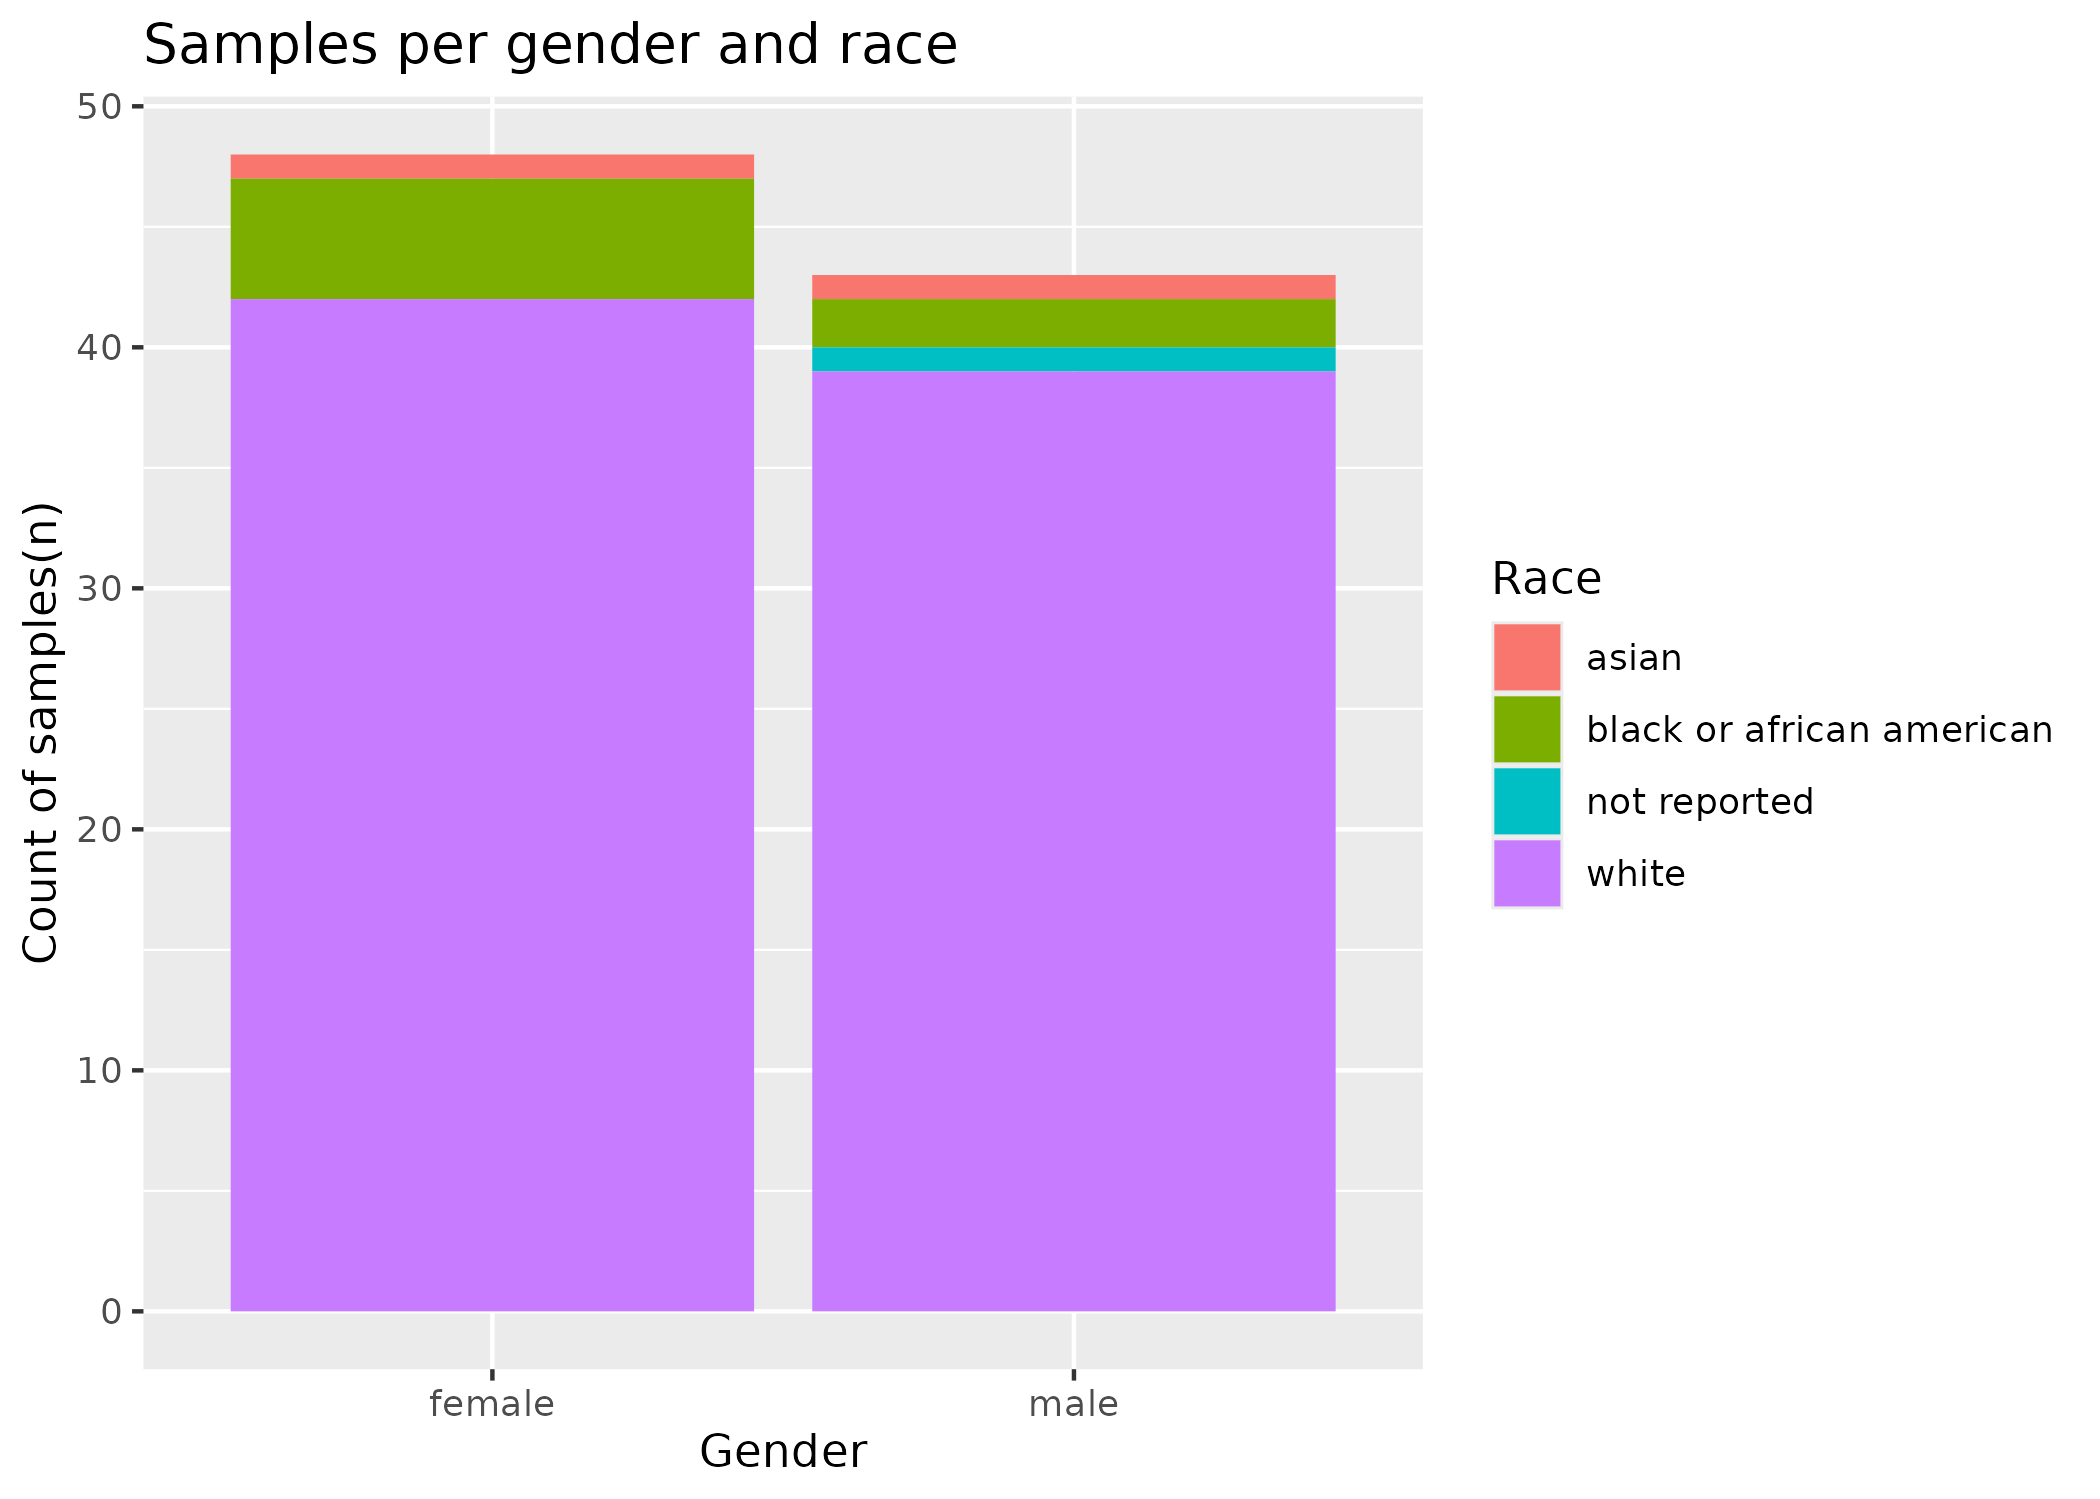 Samples per gender and race
50
40
30
20
10
0
Count of samples(n)
female
male
Gender
Race
asian
black or african american
not reported
white